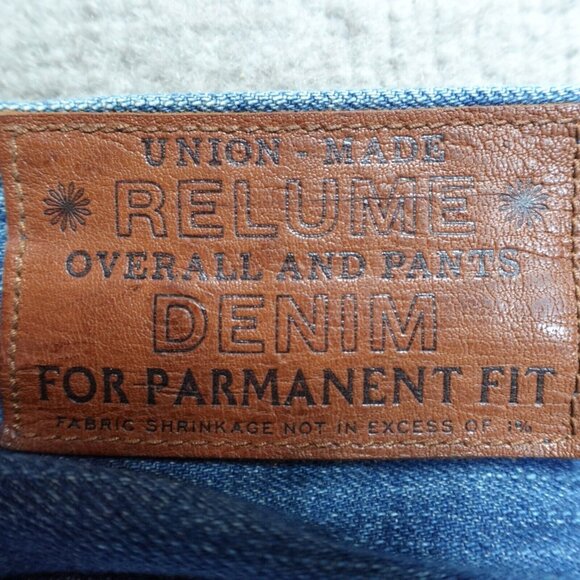 UNION - MADE
RELUME
OVERALL AND PANTS
DENIM
FOR PARMANENT FIT
FABRIC SHRINKAGE NOT IN EXCESS OF 1%